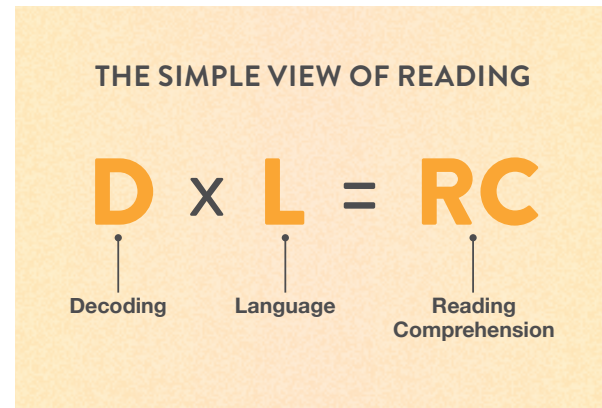 THE SIMPLE VIEW OF READING
D x L = RC
Decoding
Language
Reading
Comprehension